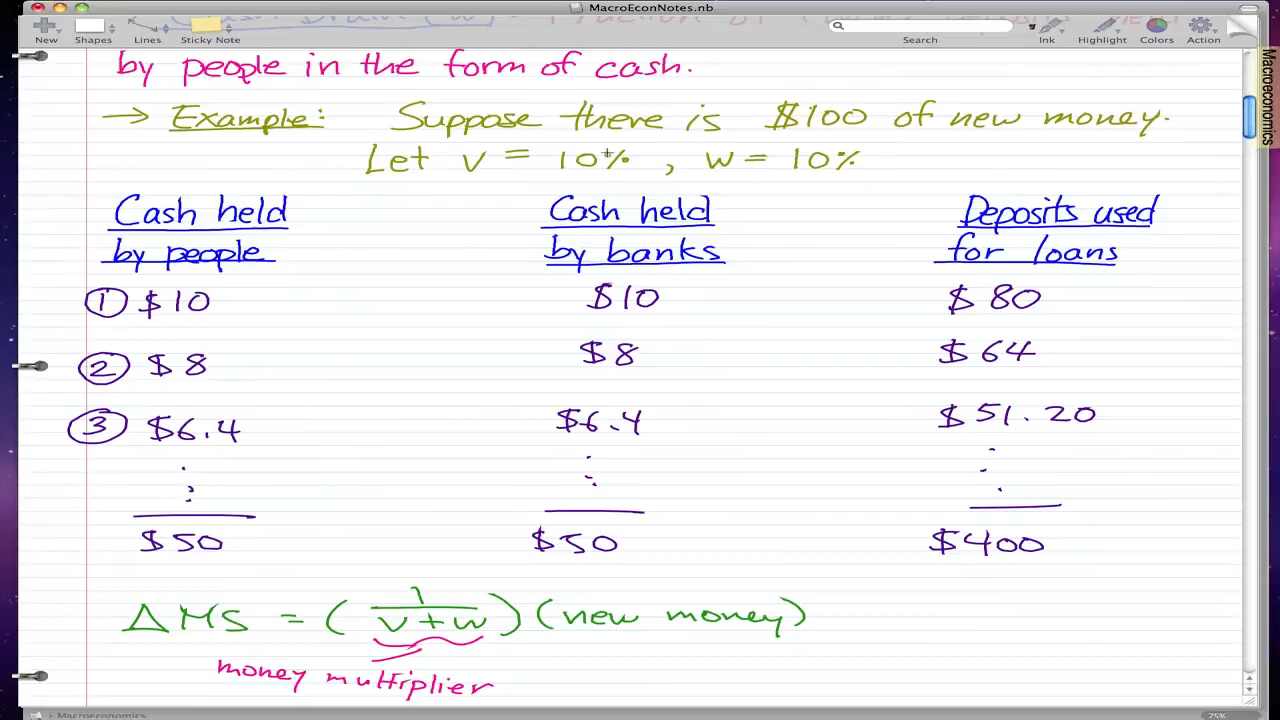 MacroEconNotes.nb
New Shapes Lines Sticky Note Search Ink Highlight Colors Action
by people in the form of cash.
→ Example: Suppose there is $100 of new money.
Let v = 10% , w = 10%
Cash held Cash held Deposits used
by people by banks for loans
① $10 $10 $80
② $8 $8 $64
③ $6.4 $6.4 $51.20
$50 $50 $400
ΔMS = (1/(v+w)) (new money)
money multiplier
Macroeconomics
Macroeconomics
75%